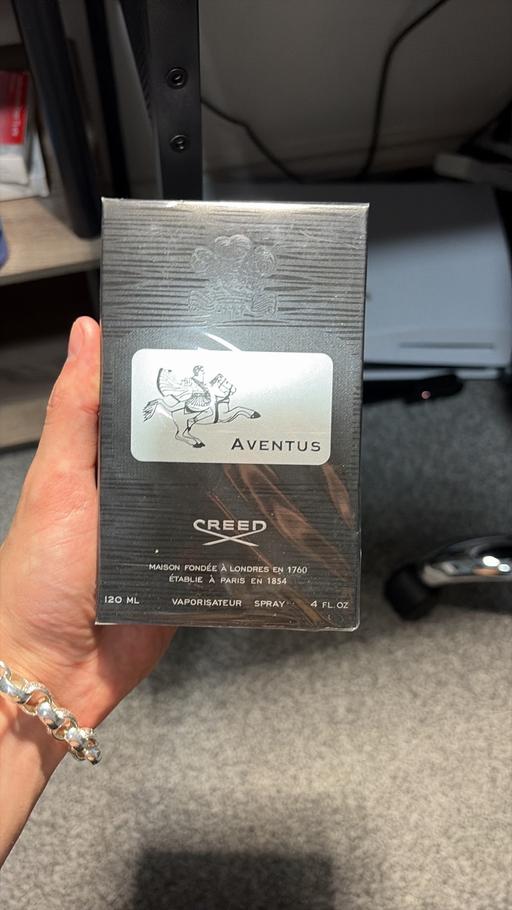 AVENTUS
CREED
MAISON FONDÉE À LONDRES EN 1760
ÉTABLIE À PARIS EN 1854
120 ML VAPORISATEUR SPRAY 4 FL.OZ